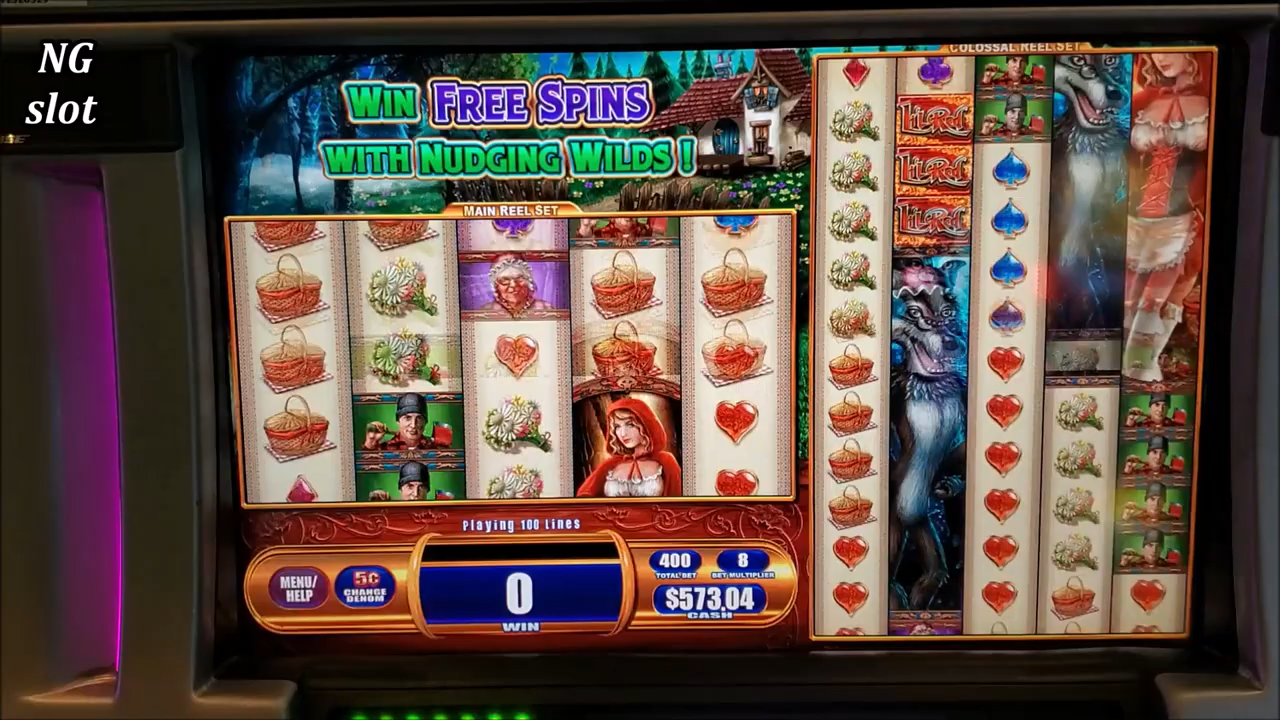 NG
slot
WIN FREE SPINS
WITH NUDGING WILDS !
COLOSSAL REEL SET
MAIN REEL SET
Lil Red
Lil Red
Lil Red
Playing 100 Lines
MENU/
HELP
5¢
CHANGE
DENOM
0
WIN
400
TOTAL BET
8
BET MULTIPLIER
$573.04
CASH